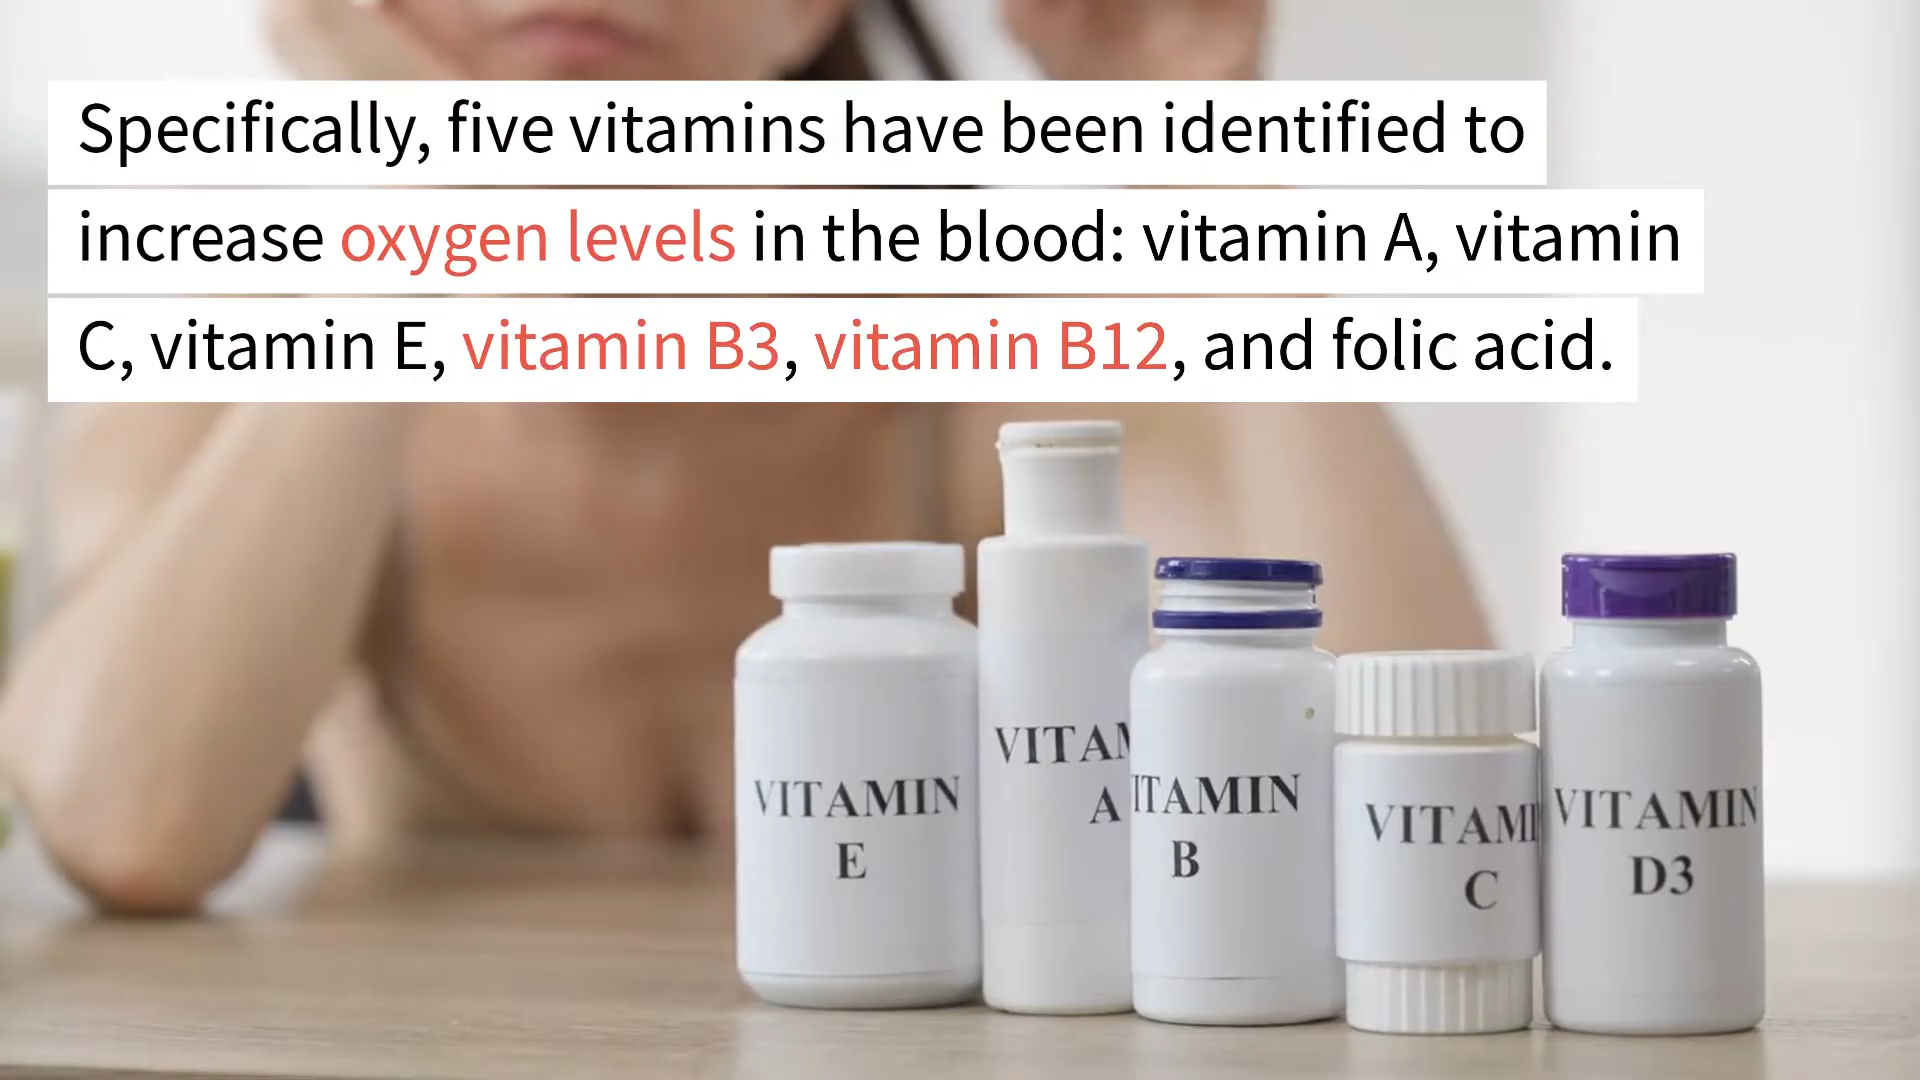 Specifically, five vitamins have been identified to
increase oxygen levels in the blood: vitamin A, vitamin
C, vitamin E, vitamin B3, vitamin B12, and folic acid.
VITAMIN
E
VITAM
A
ITAMIN
B
VITAMI
C
VITAMIN
D3